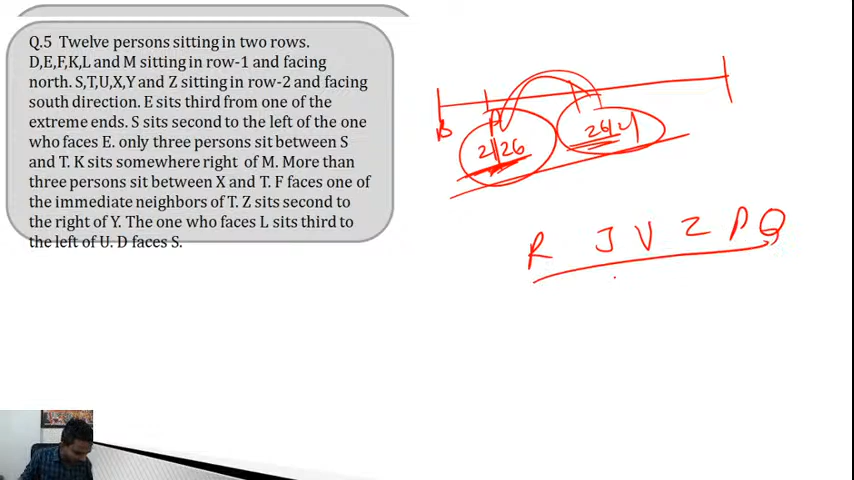 Q.5 Twelve persons sitting in two rows.
D,E,F,K,L and M sitting in row-1 and facing
north. S,T,U,X,Y and Z sitting in row-2 and facing
south direction. E sits third from one of the
extreme ends. S sits second to the left of the one
who faces E. only three persons sit between S
and T. K sits somewhere right of M. More than
three persons sit between X and T. F faces one of
the immediate neighbors of T. Z sits second to
the right of Y. The one who faces L sits third to
the left of U. D faces S.
B
R J V Z P Q